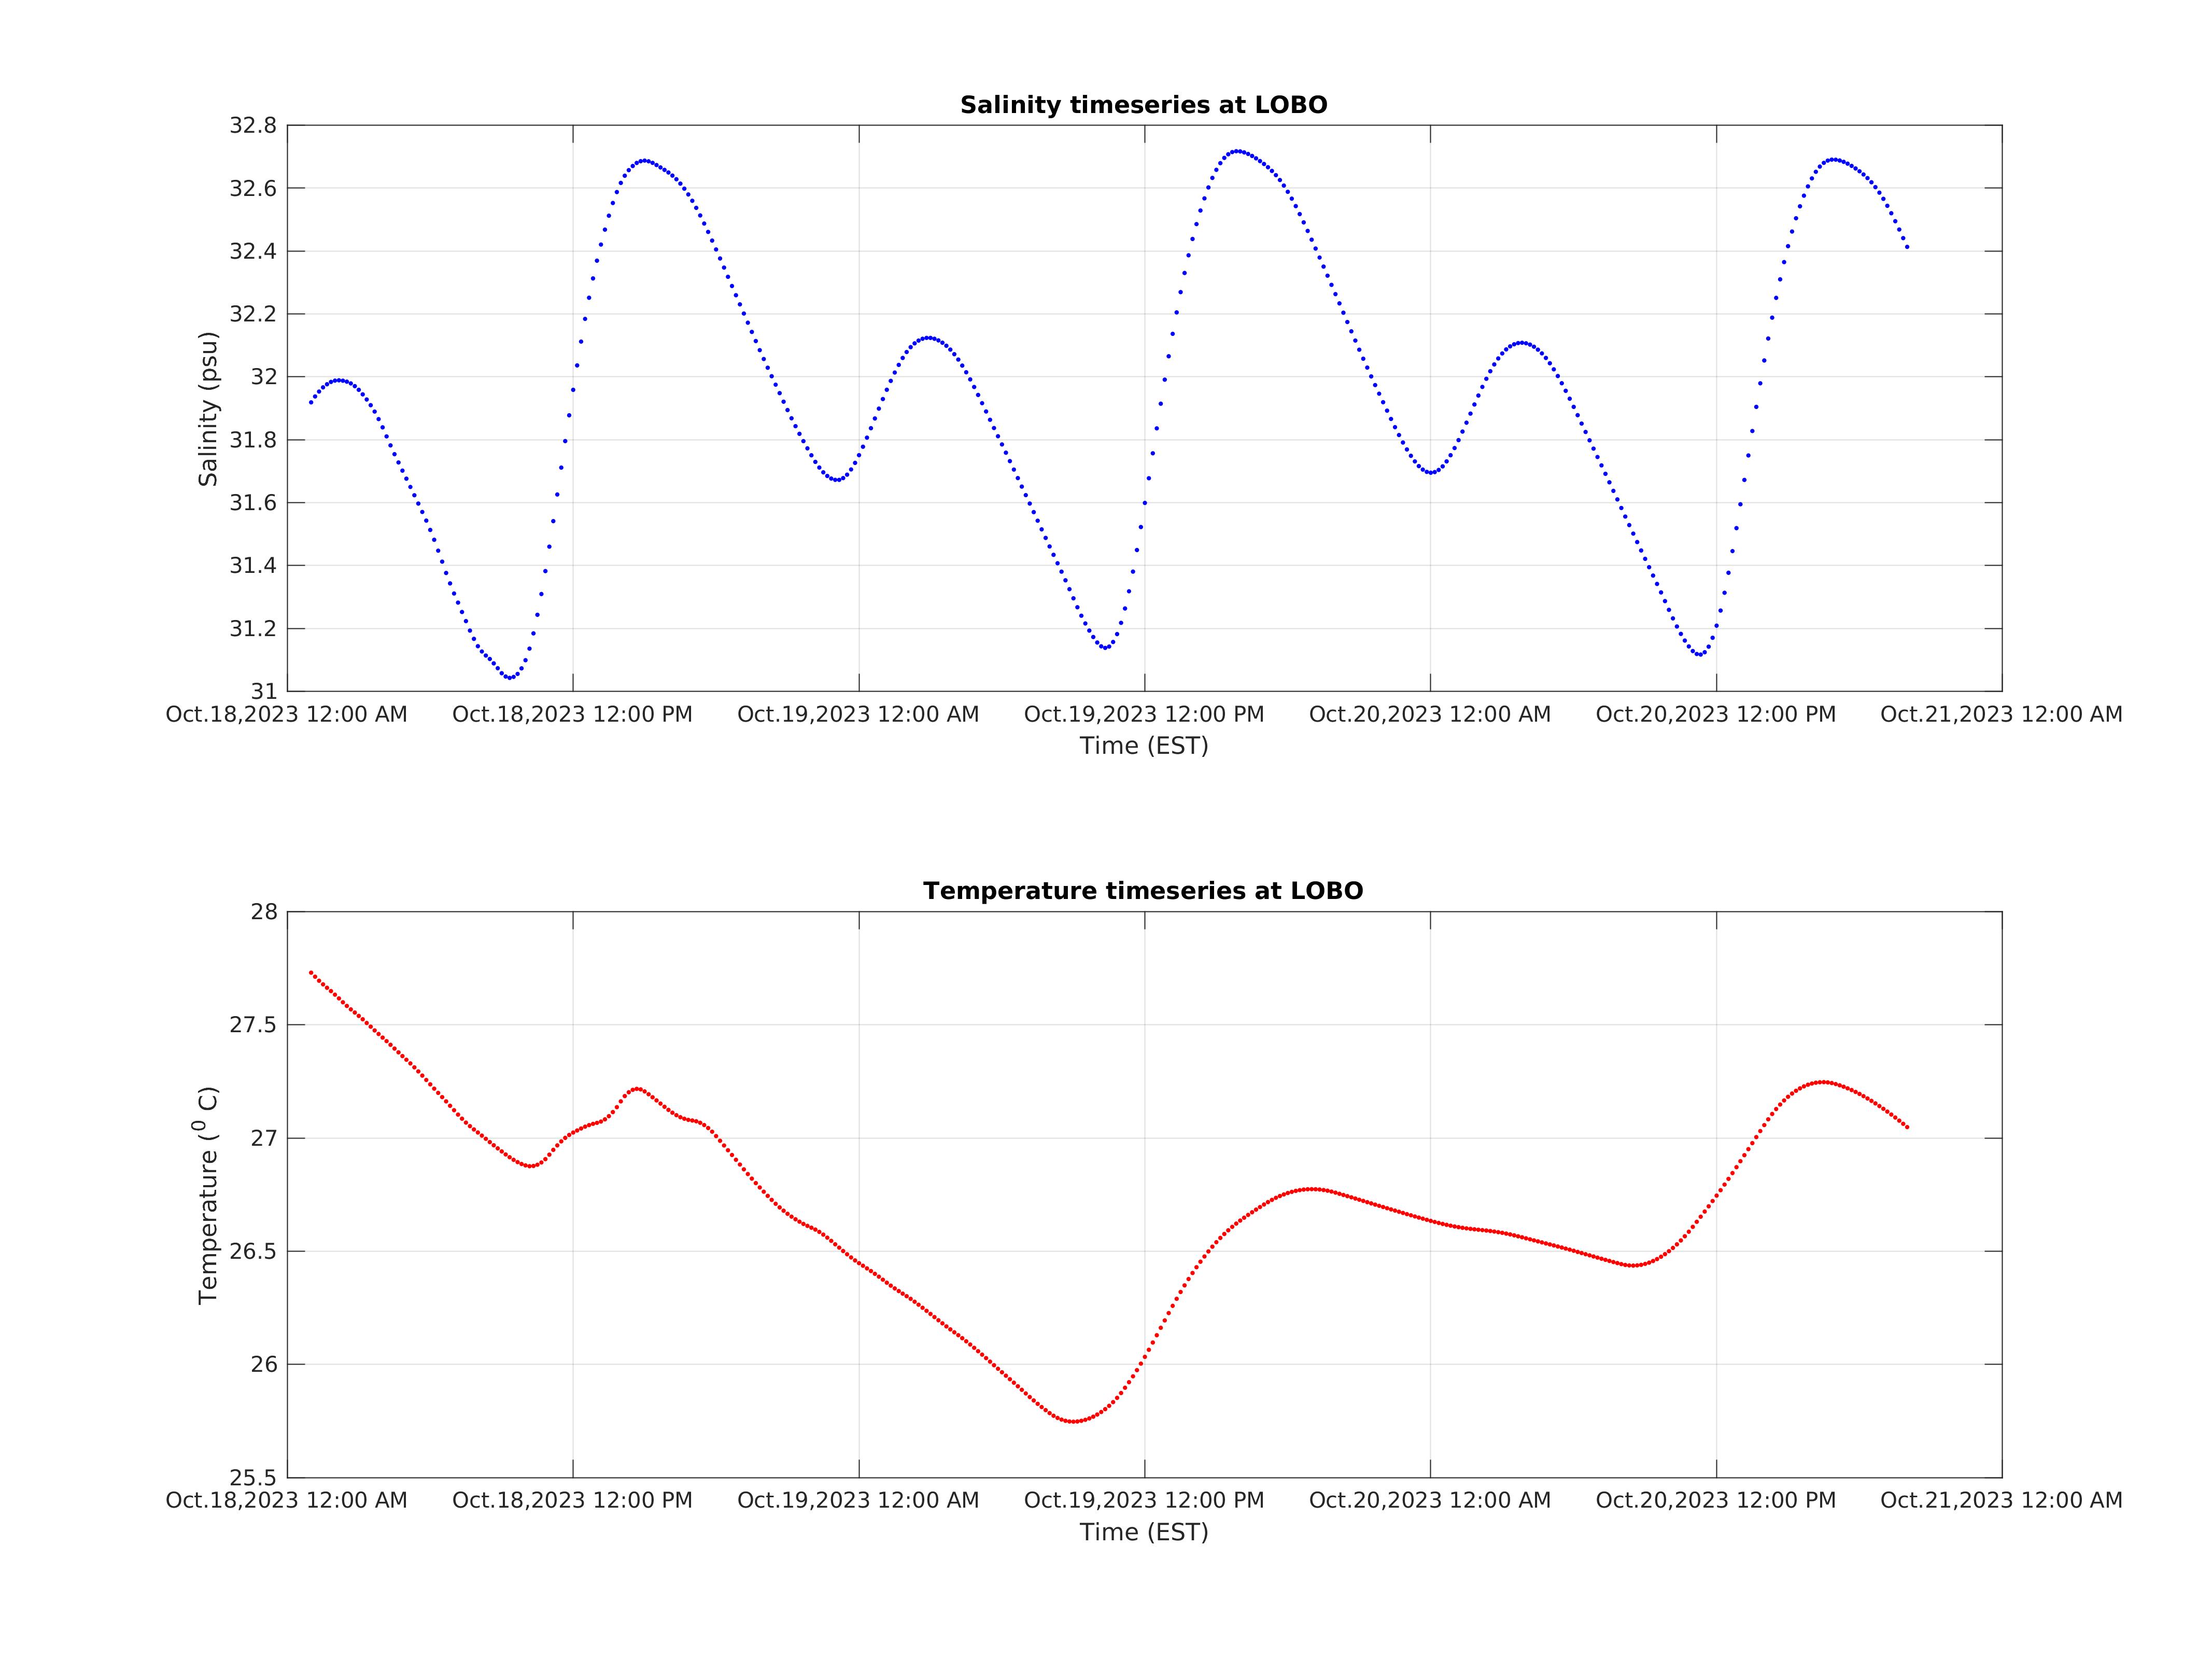 Salinity timeseries at LOBO
32.8
32.6
32.4
32.2
32
31.8
31.6
31.4
31.2
31
Salinity (psu)
Oct.18,2023 12:00 AM Oct.18,2023 12:00 PM Oct.19,2023 12:00 AM Oct.19,2023 12:00 PM Oct.20,2023 12:00 AM Oct.20,2023 12:00 PM Oct.21,2023 12:00 AM
Time (EST)
Temperature timeseries at LOBO
28
27.5
27
26.5
26
25.5
Temperature (⁰ C)
Oct.18,2023 12:00 AM Oct.18,2023 12:00 PM Oct.19,2023 12:00 AM Oct.19,2023 12:00 PM Oct.20,2023 12:00 AM Oct.20,2023 12:00 PM Oct.21,2023 12:00 AM
Time (EST)